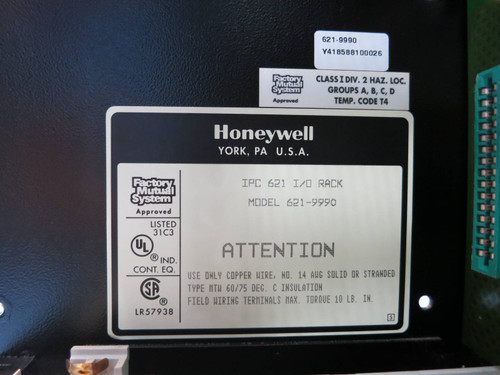 621-9990
Y418588100026
Factory Mutual System
Approved
CLASS I DIV. 2 HAZ. LOC.
GROUPS A, B, C, D
TEMP. CODE T4
Honeywell
YORK, PA U.S.A.
Factory Mutual System
Approved
LISTED
31C3
UL
IND.
CONT. EQ.
SA
LR57938
IPC 621 I/O RACK
MODEL 621-9990
ATTENTION
USE ONLY COPPER WIRE, NO. 14 AWG SOLID OR STRANDED
TYPE MTW 60/75 DEG. C INSULATION
FIELD WIRING TERMINALS MAX. TORQUE 10 LB. IN.